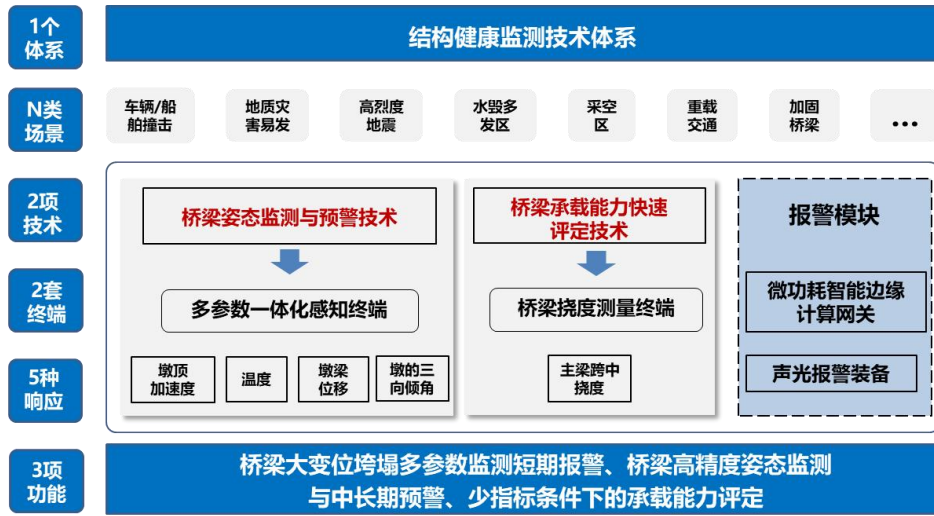 1个
体系
结构健康监测技术体系
N类
场景
车辆/船
舶撞击
地质灾
害易发
高烈度
地震
水毁多
发区
采空
区
重载
交通
加固
桥梁
...
2项
技术
桥梁姿态监测与预警技术
桥梁承载能力快速
评定技术
报警模块
2套
终端
多参数一体化感知终端
桥梁挠度测量终端
微功耗智能边缘
计算网关
5种
响应
墩顶
加速度
温度
墩梁
位移
墩的三
向倾角
主梁跨中
挠度
声光报警装备
3项
功能
桥梁大变位垮塌多参数监测短期报警、桥梁高精度姿态监测
与中长期预警、少指标条件下的承载能力评定